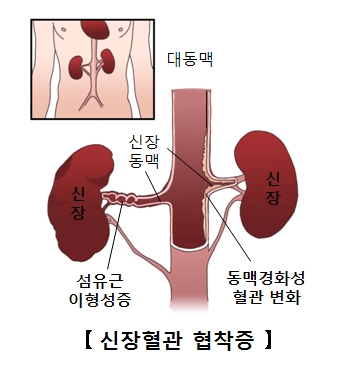 대동맥
신장
동맥
신
장
신
장
섬유근
이형성증
동맥경화성
혈관 변화
【 신장혈관 협착증 】